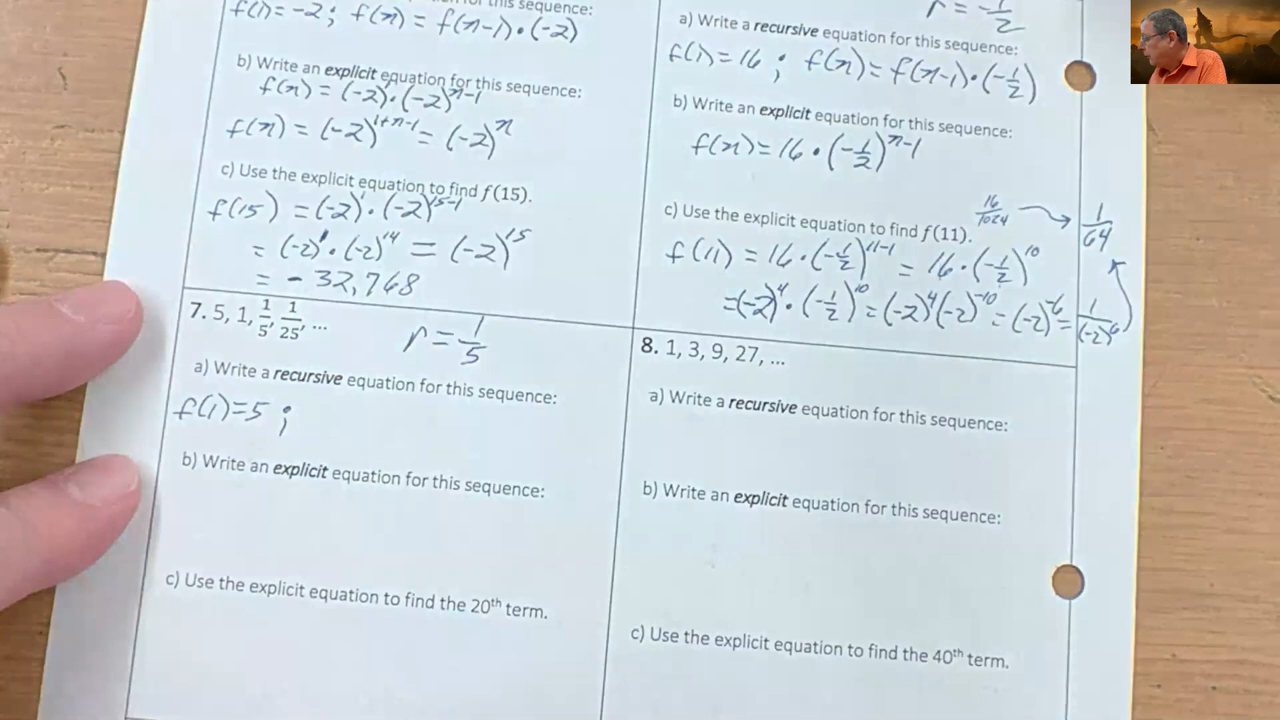 for this sequence:
f(1) = -2 ; f(n) = f(n-1)•(-2)
b) Write an explicit equation for this sequence:
f(n) = (-2)¹•(-2)ⁿ⁻¹
f(n) = (-2)¹⁺ⁿ⁻¹ = (-2)ⁿ
c) Use the explicit equation to find f(15).
f(15) = (-2)¹•(-2)¹⁵⁻¹
= (-2)¹•(-2)¹⁴ = (-2)¹⁵
= -32,768
r = -1/2
a) Write a recursive equation for this sequence:
f(1) = 16 ; f(n) = f(n-1)•(-1/2)
b) Write an explicit equation for this sequence:
f(n) = 16•(-1/2)ⁿ⁻¹
16/1024 → 1/64
c) Use the explicit equation to find f(11).
f(11) = 16•(-1/2)¹¹⁻¹ = 16•(-1/2)¹⁰
=(-2)⁴•(-1/2)¹⁰ = (-2)⁴(-2)⁻¹⁰ = (-2)⁻⁶ = 1/(-2)⁶
7. 5, 1, 1/5, 1/25, ...
r = 1/5
a) Write a recursive equation for this sequence:
f(1) = 5 ;
b) Write an explicit equation for this sequence:
c) Use the explicit equation to find the 20th term.
8. 1, 3, 9, 27, ...
a) Write a recursive equation for this sequence:
b) Write an explicit equation for this sequence:
c) Use the explicit equation to find the 40th term.